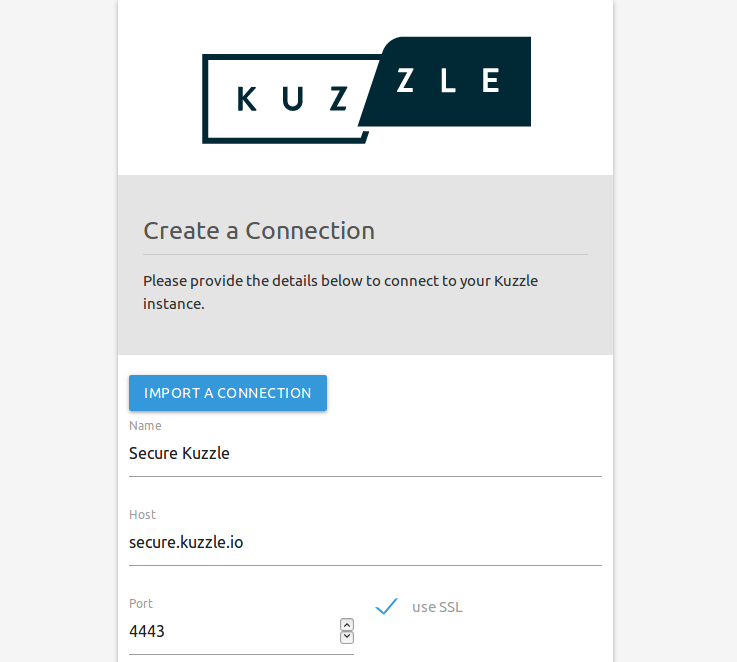 KUZZLE
Create a Connection
Please provide the details below to connect to your Kuzzle
instance.
IMPORT A CONNECTION
Name
Secure Kuzzle
Host
secure.kuzzle.io
Port
use SSL
4443